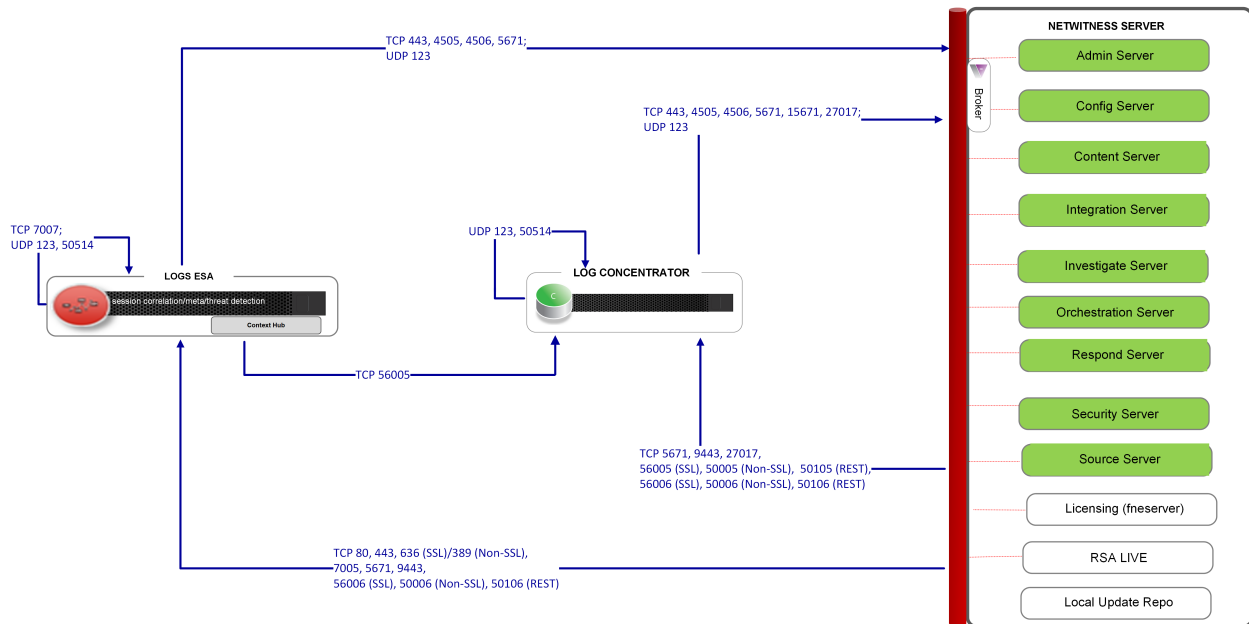 TCP 443, 4505, 4506, 5671;
UDP 123
TCP 443, 4505, 4506, 5671, 15671, 27017;
UDP 123
TCP 7007;
UDP 123, 50514
UDP 123, 50514
LOGS ESA
session correlation/meta/threat detection
Context Hub
LOG CONCENTRATOR
C
TCP 56005
TCP 5671, 9443, 27017,
56005 (SSL), 50005 (Non-SSL), 50105 (REST),
56006 (SSL), 50006 (Non-SSL), 50106 (REST)
TCP 80, 443, 636 (SSL)/389 (Non-SSL),
7005, 5671, 9443,
56006 (SSL), 50006 (Non-SSL), 50106 (REST)
NETWITNESS SERVER
Broker
Admin Server
Config Server
Content Server
Integration Server
Investigate Server
Orchestration Server
Respond Server
Security Server
Source Server
Licensing (fneserver)
RSA LIVE
Local Update Repo